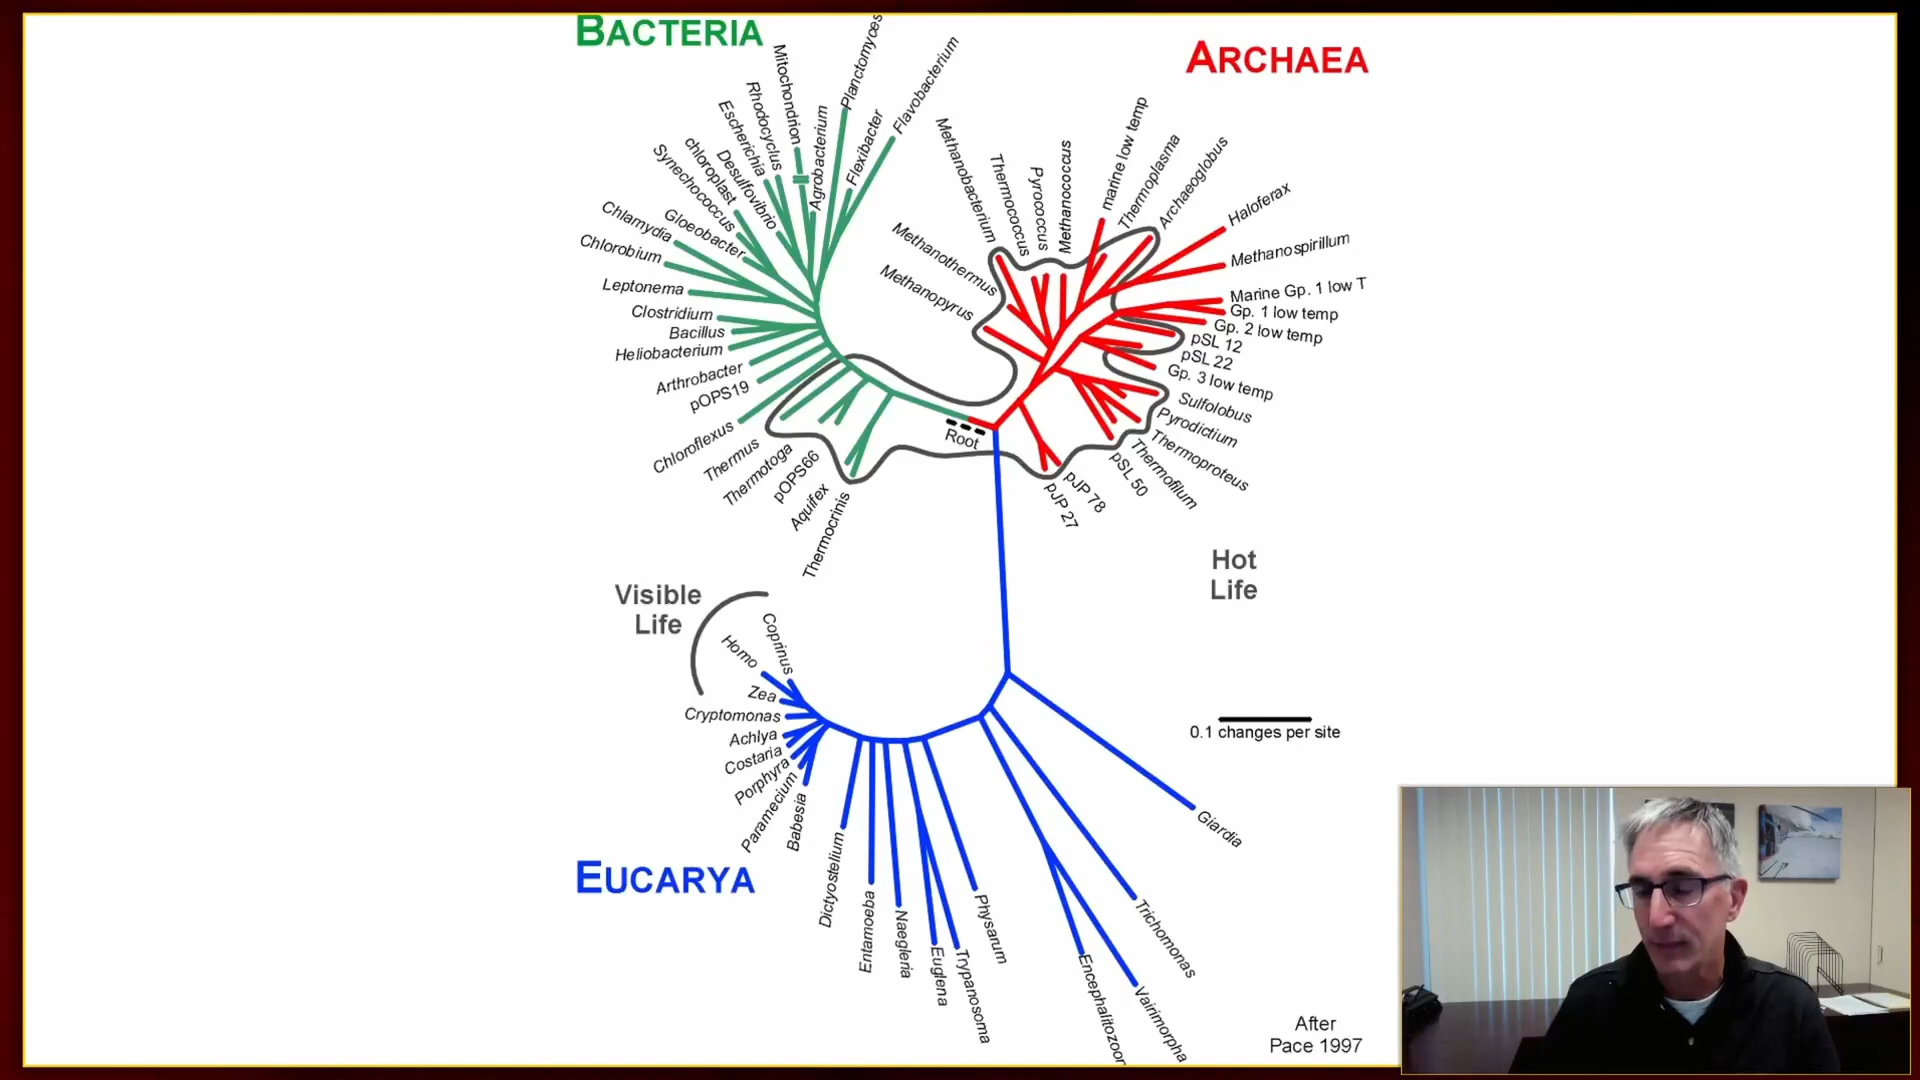 BACTERIA
Mitochondrion
Rhodocyclus
Escherichia
Desulfovibrio
chloroplast
Synechococcus
Gloeobacter
Chlamydia
Chlorobium
Leptonema
Clostridium
Bacillus
Heliobacterium
Arthrobacter
pOPS19
Chloroflexus
Thermus
Thermotoga
pOPS66
Aquifex
Thermocrinis
Agrobacterium
Planctomyces
Flexibacter
Flavobacterium
ARCHAEA
Methanobacterium
Thermococcus
Pyrococcus
Methanococcus
Methanothermus
Methanopyrus
marine low temp
Thermoplasma
Archaeoglobus
Haloferax
Methanospirillum
Marine Gp. 1 low T
Gp. 1 low temp
Gp. 2 low temp
pSL 12
pSL 22
Gp. 3 low temp
Sulfolobus
Pyrodictium
Thermoproteus
Thermofilum
pSL 50
pJP 78
pJP 27
Root
Hot
Life
Visible
Life
Coprinus
Homo
Zea
Cryptomonas
Achlya
Costaria
Porphyra
Paramecium
Babesia
Dictyostelium
Entamoeba
Naegleria
Euglena
Trypanosoma
Physarum
Encephalitozoon
Vairimorpha
Trichomonas
Giardia
0.1 changes per site
EUCARYA
After
Pace 1997